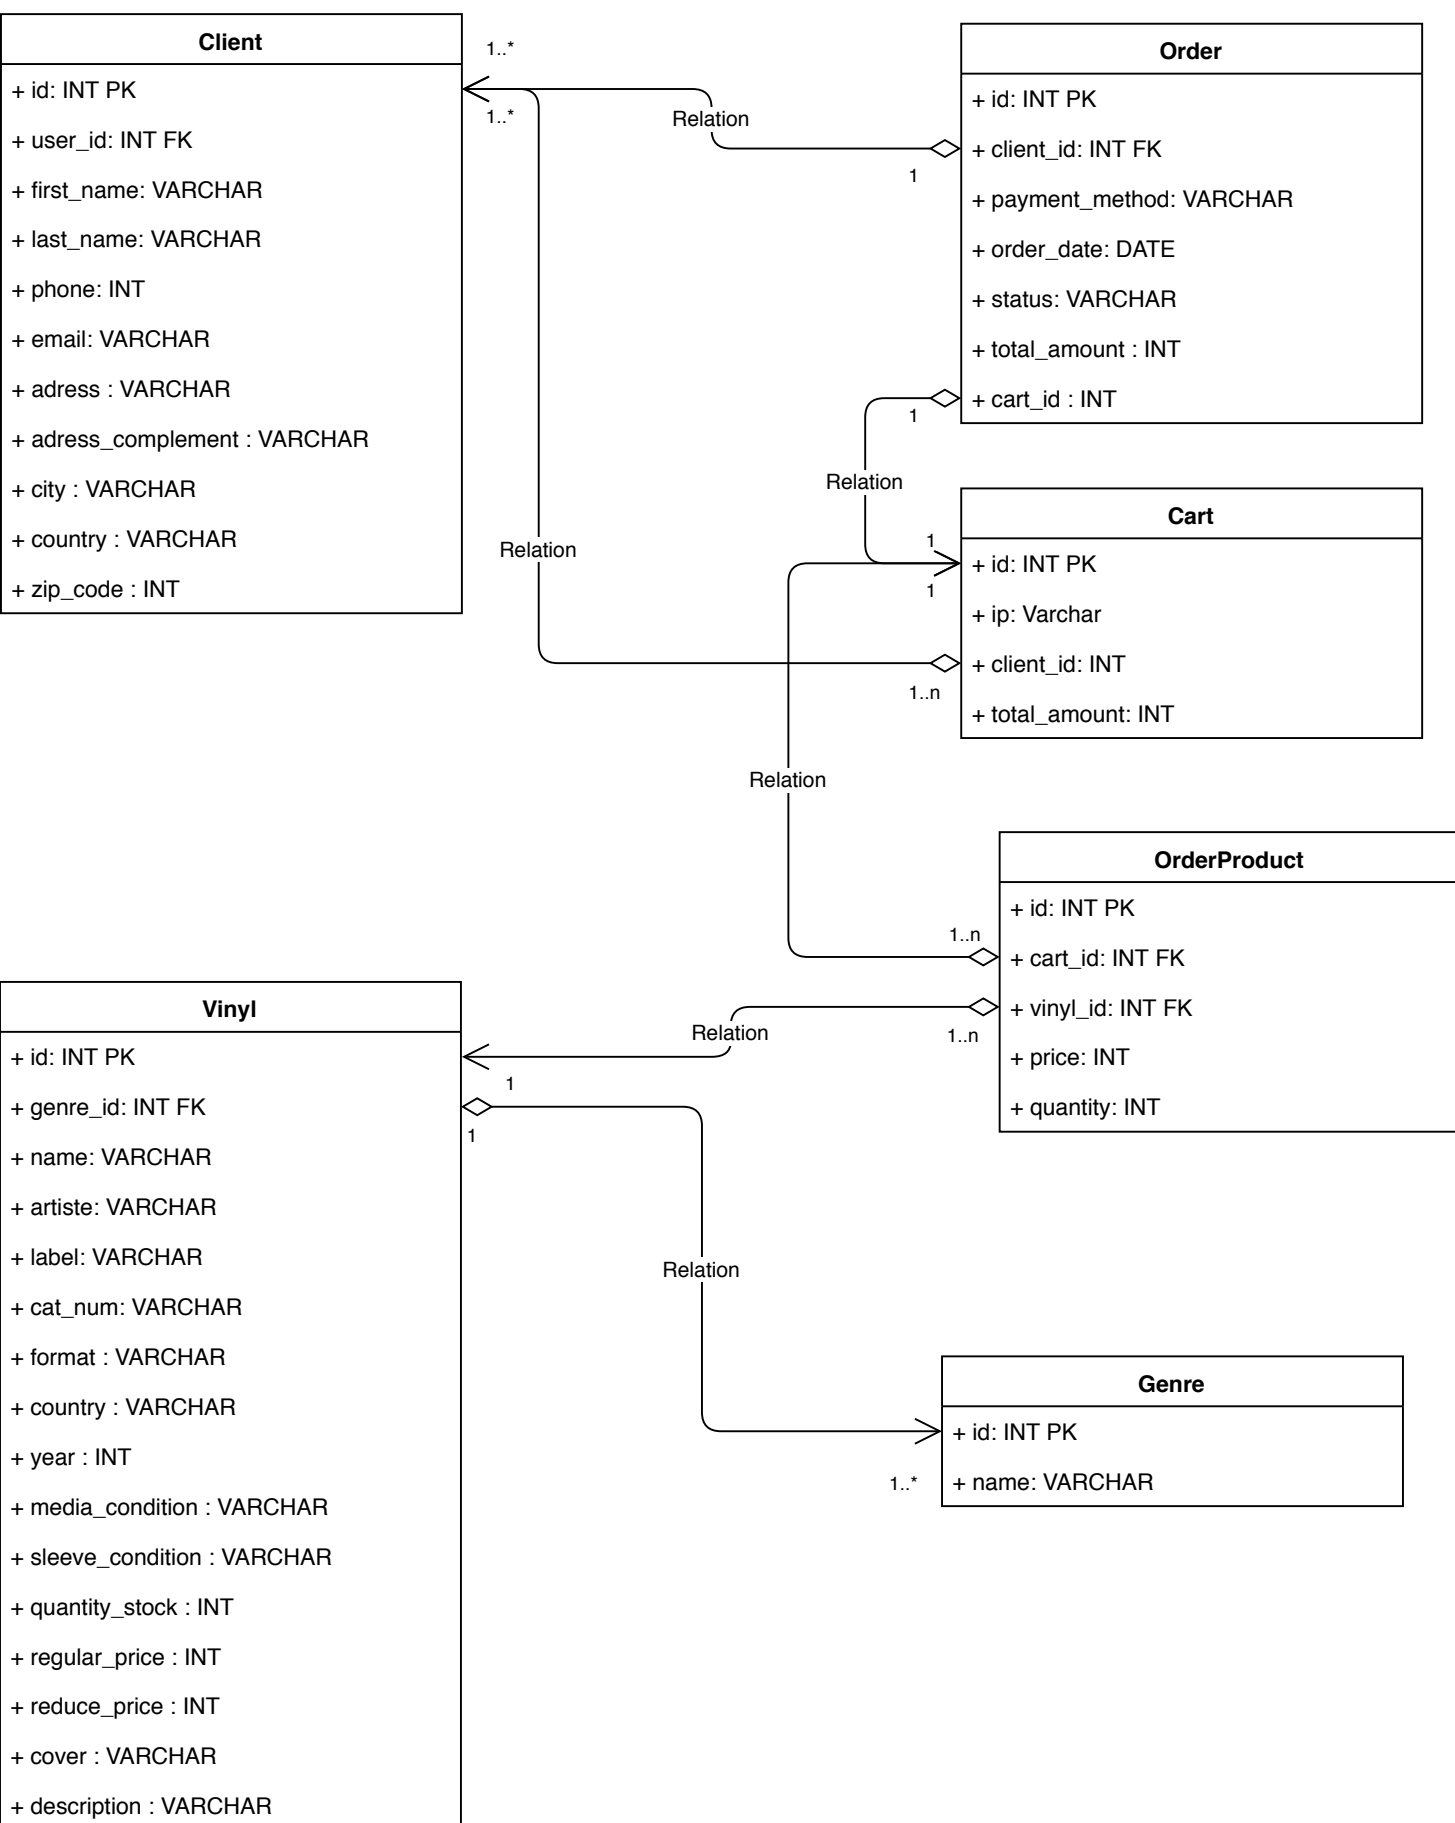 Client
+ id: INT PK
+ user_id: INT FK
+ first_name: VARCHAR
+ last_name: VARCHAR
+ phone: INT
+ email: VARCHAR
+ adress : VARCHAR
+ adress_complement : VARCHAR
+ city : VARCHAR
+ country : VARCHAR
+ zip_code : INT
1..*
1..*
Relation
1
Order
+ id: INT PK
+ client_id: INT FK
+ payment_method: VARCHAR
+ order_date: DATE
+ status: VARCHAR
+ total_amount : INT
+ cart_id : INT
1
Relation
1
1
Relation
1..n
Cart
+ id: INT PK
+ ip: Varchar
+ client_id: INT
+ total_amount: INT
Relation
1..n
OrderProduct
+ id: INT PK
+ cart_id: INT FK
+ vinyl_id: INT FK
+ price: INT
+ quantity: INT
Relation
1..n
1
1
Vinyl
+ id: INT PK
+ genre_id: INT FK
+ name: VARCHAR
+ artiste: VARCHAR
+ label: VARCHAR
+ cat_num: VARCHAR
+ format : VARCHAR
+ country : VARCHAR
+ year : INT
+ media_condition : VARCHAR
+ sleeve_condition : VARCHAR
+ quantity_stock : INT
+ regular_price : INT
+ reduce_price : INT
+ cover : VARCHAR
+ description : VARCHAR
Relation
1..*
Genre
+ id: INT PK
+ name: VARCHAR